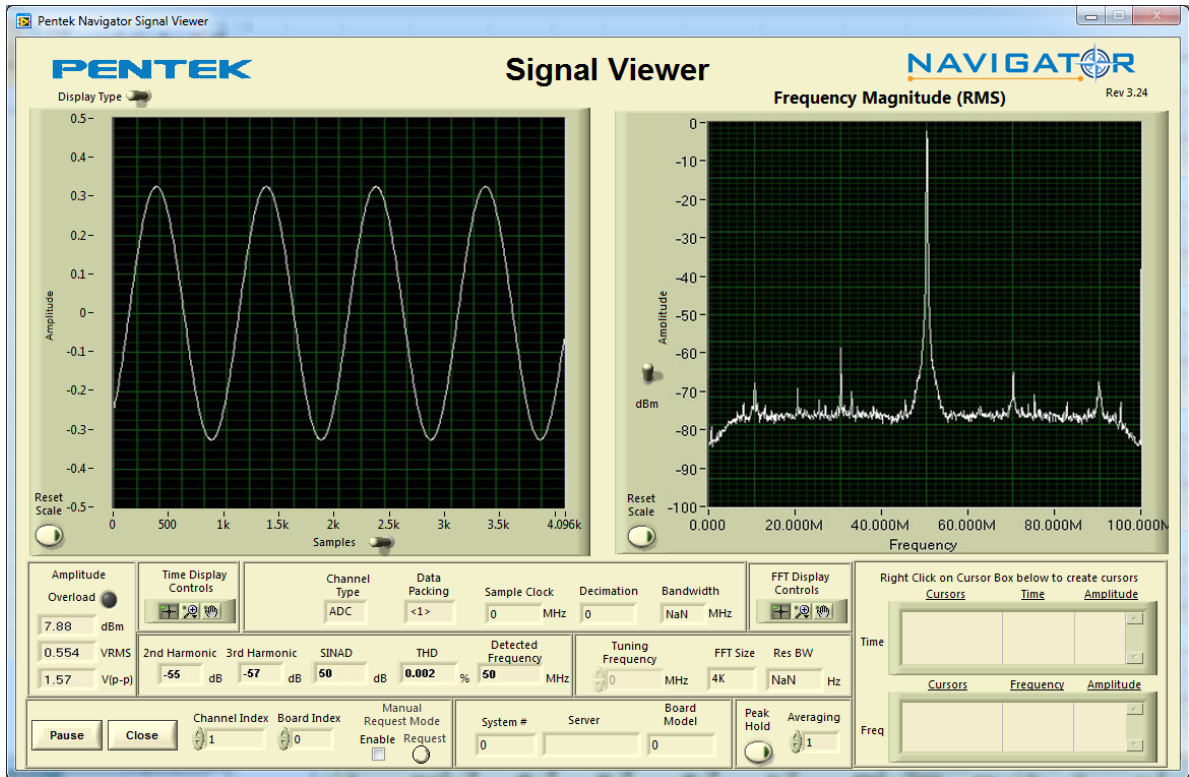 Pentek Navigator Signal Viewer
PENTEK
Signal Viewer
NAVIGATOR
Display Type
Frequency Magnitude (RMS)
Rev 3.24
0.5
0.4
0.3
0.2
0.1
0
-0.1
-0.2
-0.3
-0.4
-0.5
Amplitude
0 500 1k 1.5k 2k 2.5k 3k 3.5k 4.096k
Samples
Reset
Scale
0
-10
-20
-30
-40
-50
-60
-70
-80
-90
-100
Amplitude
dBm
Reset
Scale
0.000 20.000M 40.000M 60.000M 80.000M 100.000M
Frequency
Amplitude
Overload
7.88 dBm
0.554 VRMS
1.57 V(p-p)
Time Display
Controls
Channel
Type
ADC
Data
Packing
<1>
Sample Clock
0 MHz
Decimation
0
Bandwidth
NaN MHz
FFT Display
Controls
2nd Harmonic
-55 dB
3rd Harmonic
-57 dB
SINAD
50 dB
THD
0.002 %
Detected
Frequency
50 MHz
Tuning
Frequency
0 MHz
FFT Size
4K
Res BW
NaN Hz
Right Click on Cursor Box below to create cursors
Cursors Time Amplitude
Time
Cursors Frequency Amplitude
Freq
Pause
Close
Channel Index
1
Board Index
0
Manual
Request Mode
Enable Request
System #
0
Server
Board
Model
0
Peak
Hold
Averaging
1